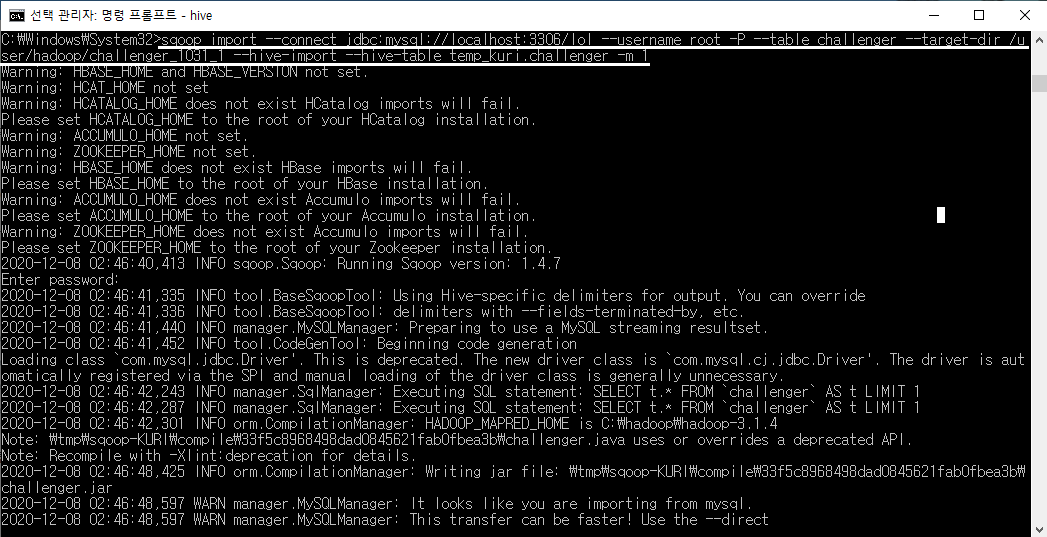 선택 관리자: 명령 프롬프트 - hive
C:₩Windows₩System32>sqoop import --connect jdbc:mysql://localhost:3306/lol --username root -P --table challenger --target-dir /u
ser/hadoop/challenger_1031_1 --hive-import --hive-table temp_kuri.challenger -m 1
Warning: HBASE_HOME and HBASE_VERSION not set.
Warning: HCAT_HOME not set
Warning: HCATALOG_HOME does not exist HCatalog imports will fail.
Please set HCATALOG_HOME to the root of your HCatalog installation.
Warning: ACCUMULO_HOME not set.
Warning: ZOOKEEPER_HOME not set.
Warning: HBASE_HOME does not exist HBase imports will fail.
Please set HBASE_HOME to the root of your HBase installation.
Warning: ACCUMULO_HOME does not exist Accumulo imports will fail.
Please set ACCUMULO_HOME to the root of your Accumulo installation.
Warning: ZOOKEEPER_HOME does not exist Accumulo imports will fail.
Please set ZOOKEEPER_HOME to the root of your Zookeeper installation.
2020-12-08 02:46:40,413 INFO sqoop.Sqoop: Running Sqoop version: 1.4.7
Enter password:
2020-12-08 02:46:41,335 INFO tool.BaseSqoopTool: Using Hive-specific delimiters for output. You can override
2020-12-08 02:46:41,336 INFO tool.BaseSqoopTool: delimiters with --fields-terminated-by, etc.
2020-12-08 02:46:41,440 INFO manager.MySQLManager: Preparing to use a MySQL streaming resultset.
2020-12-08 02:46:41,452 INFO tool.CodeGenTool: Beginning code generation
Loading class `com.mysql.jdbc.Driver'. This is deprecated. The new driver class is `com.mysql.cj.jdbc.Driver'. The driver is aut
omatically registered via the SPI and manual loading of the driver class is generally unnecessary.
2020-12-08 02:46:42,243 INFO manager.SqlManager: Executing SQL statement: SELECT t.* FROM `challenger` AS t LIMIT 1
2020-12-08 02:46:42,287 INFO manager.SqlManager: Executing SQL statement: SELECT t.* FROM `challenger` AS t LIMIT 1
2020-12-08 02:46:42,301 INFO orm.CompilationManager: HADOOP_MAPRED_HOME is C:₩hadoop₩hadoop-3.1.4
Note: ₩tmp₩sqoop-KURI₩compile₩33f5c8968498dad0845621fab0fbea3b₩challenger.java uses or overrides a deprecated API.
Note: Recompile with -Xlint:deprecation for details.
2020-12-08 02:46:48,425 INFO orm.CompilationManager: Writing jar file: ₩tmp₩sqoop-KURI₩compile₩33f5c8968498dad0845621fab0fbea3b₩
challenger.jar
2020-12-08 02:46:48,597 WARN manager.MySQLManager: It looks like you are importing from mysql.
2020-12-08 02:46:48,597 WARN manager.MySQLManager: This transfer can be faster! Use the --direct